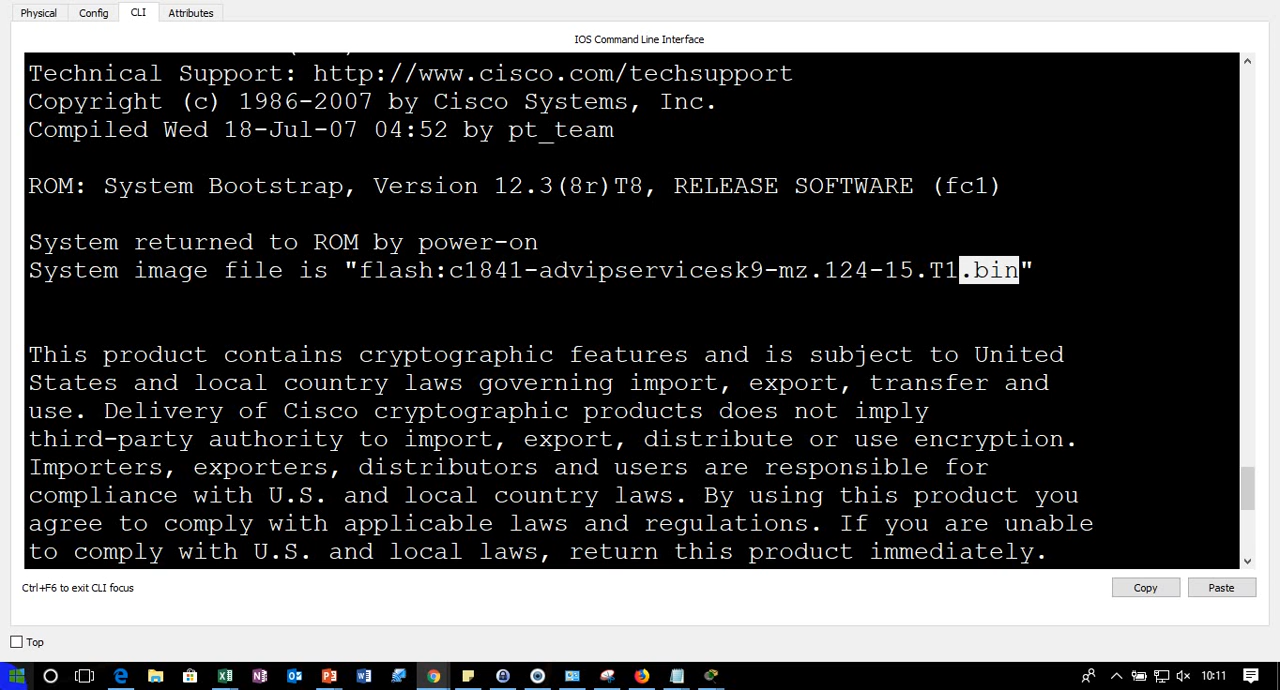 Physical
Config
CLI
Attributes
IOS Command Line Interface
Technical Support: http://www.cisco.com/techsupport
Copyright (c) 1986-2007 by Cisco Systems, Inc.
Compiled Wed 18-Jul-07 04:52 by pt_team
ROM: System Bootstrap, Version 12.3(8r)T8, RELEASE SOFTWARE (fc1)
System returned to ROM by power-on
System image file is "flash:c1841-advipservicesk9-mz.124-15.T1.bin"
This product contains cryptographic features and is subject to United
States and local country laws governing import, export, transfer and
use. Delivery of Cisco cryptographic products does not imply
third-party authority to import, export, distribute or use encryption.
Importers, exporters, distributors and users are responsible for
compliance with U.S. and local country laws. By using this product you
agree to comply with applicable laws and regulations. If you are unable
to comply with U.S. and local laws, return this product immediately.
Ctrl+F6 to exit CLI focus
Copy
Paste
Top
10:11